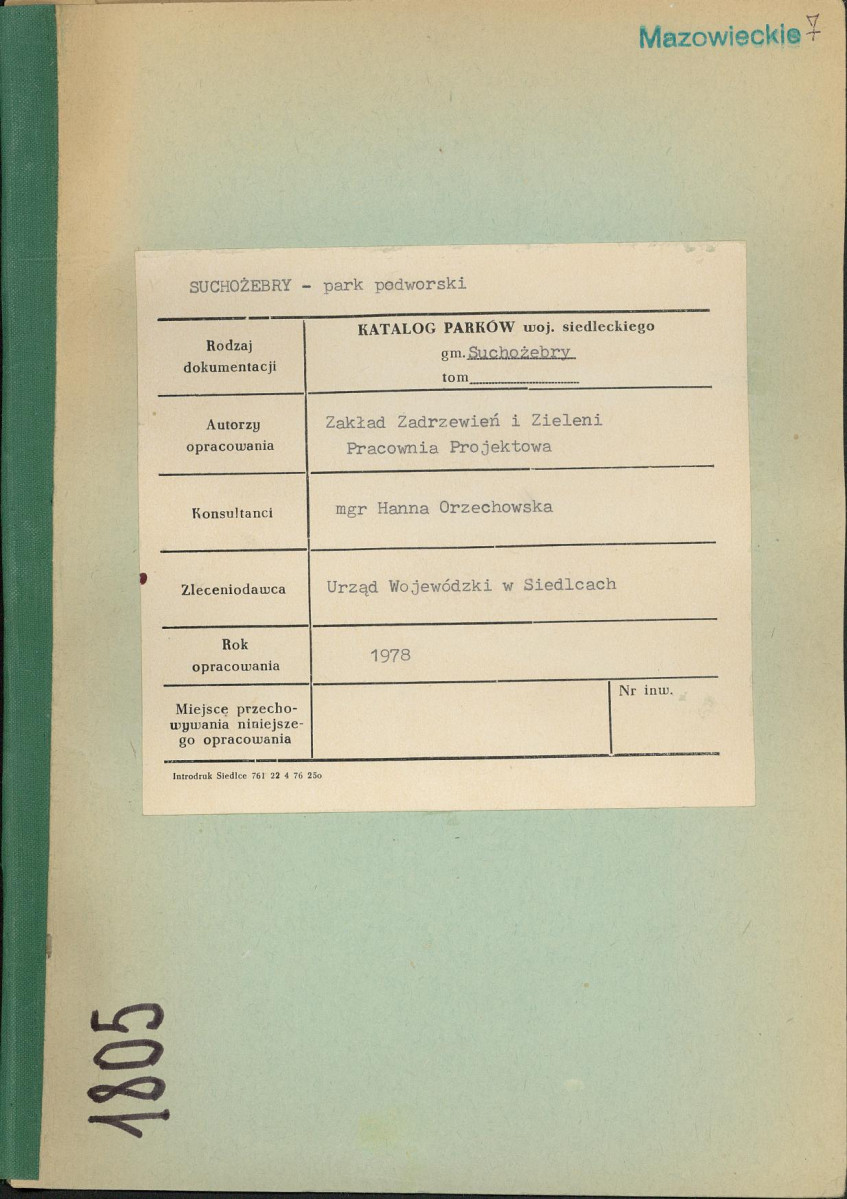 Mazowieckie 7
SUCHOŻEBRY - park podworski
Rodzaj
dokumentacji
KATALOG PARKÓW woj. siedleckiego
gm. Suchożebry
tom
Autorzy
opracowania
Zakład Zadrzewień i Zieleni
Pracownia Projektowa
Konsultanci
mgr Hanna Orzechowska
Zleceniodawca
Urząd Wojewódzki w Siedlcach
Rok
opracowania
1978
Miejsce przecho-
wywania niniejsze-
go opracowania
Nr inw.
Introdruk Siedlce 761 22 4 76 25o
1805